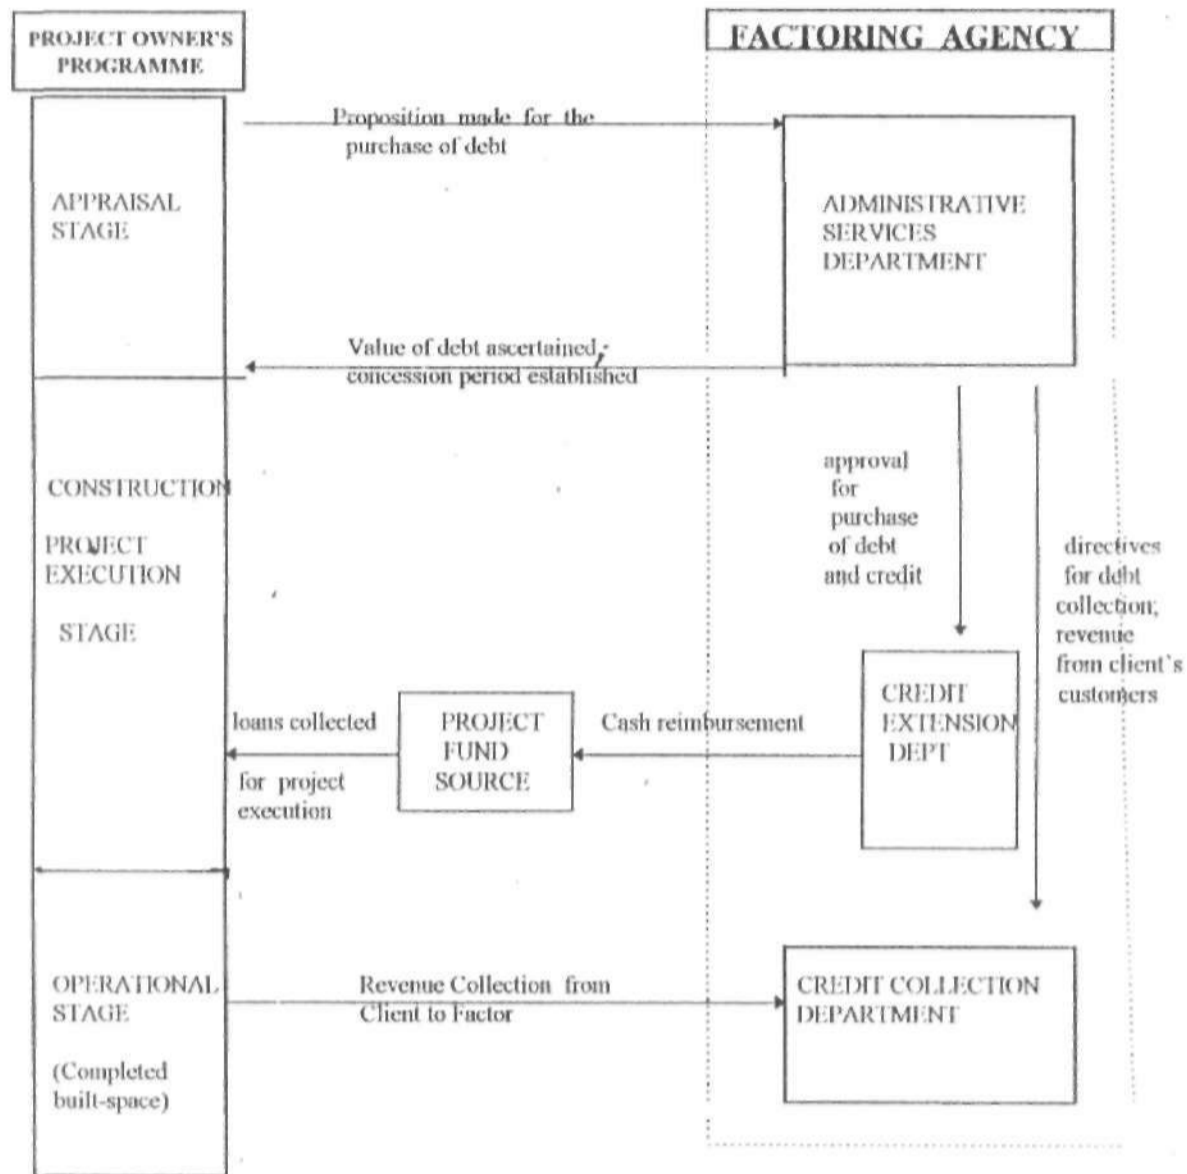 PROJECT OWNER'S
PROGRAMME
FACTORING AGENCY
Proposition made for the
purchase of debt
APPRAISAL
STAGE
ADMINISTRATIVE
SERVICES
DEPARTMENT
Value of debt ascertained,-
concession period established
CONSTRUCTION
PROJECT
EXECUTION
STAGE
approval
for
purchase
of debt
and credit
directives
for debt
collection;
revenue
from client's
customers
loans collected
for project
execution
PROJECT
FUND
SOURCE
Cash reimbursement
CREDIT
EXTENSION
DEPT
OPERATIONAL
STAGE
(Completed
built-space)
Revenue Collection from
Client to Factor
CREDIT COLLECTION
DEPARTMENT